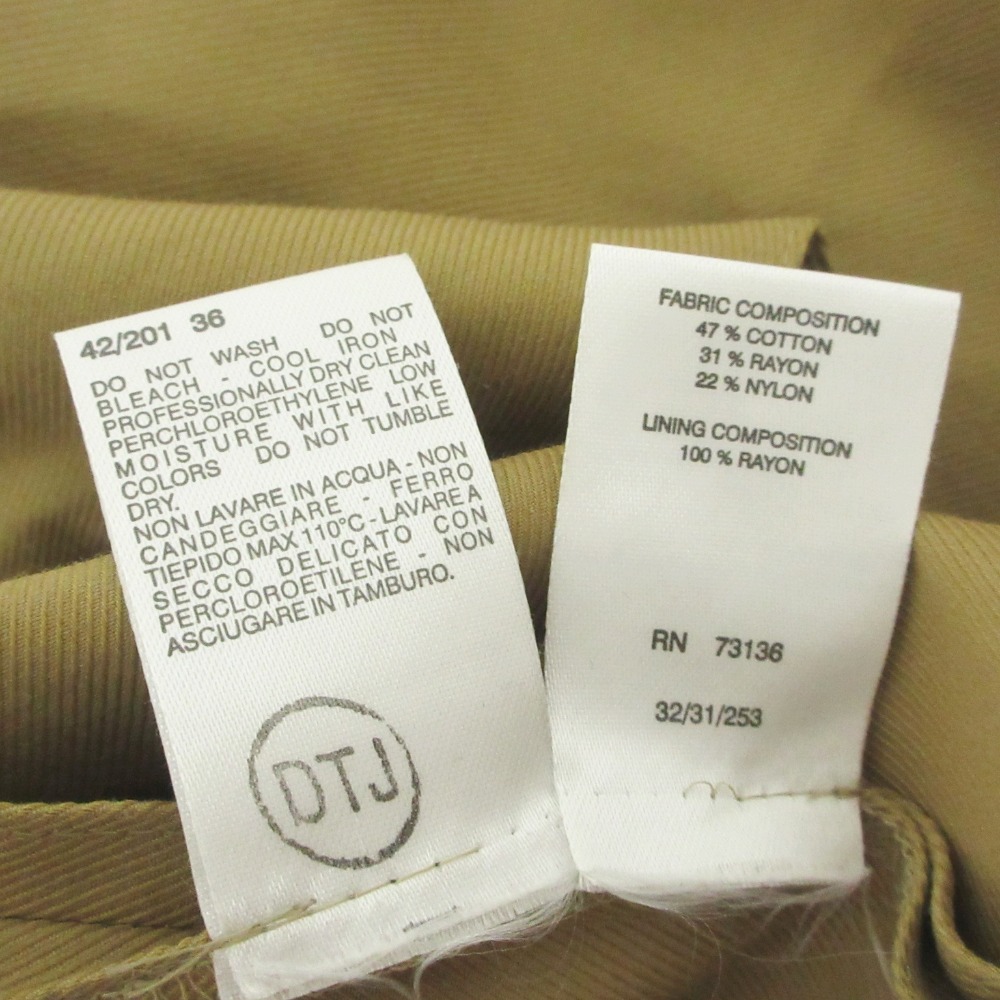 42/201 36
DO NOT WASH DO NOT
BLEACH - COOL IRON
PROFESSIONALLY DRY CLEAN
PERCHLOROETHYLENE LOW
MOISTURE WITH LIKE
COLORS DO NOT TUMBLE
DRY.
NON LAVARE IN ACQUA - NON
CANDEGGIARE - FERRO
TIEPIDO MAX 110°C - LAVARE A
SECCO DELICATO CON
PERCLOROETILENE - NON
ASCIUGARE IN TAMBURO.
DTJ
FABRIC COMPOSITION
47 % COTTON
31 % RAYON
22 % NYLON
LINING COMPOSITION
100 % RAYON
RN 73136
32/31/253